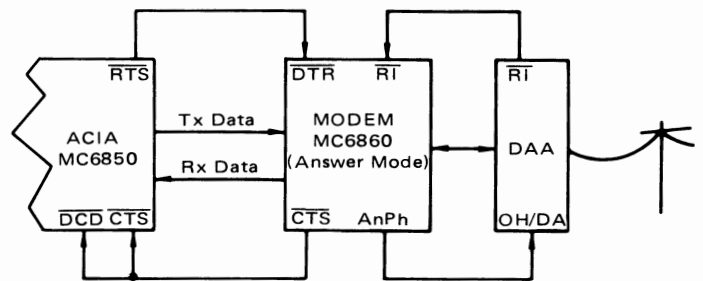 RTS
DTR
RI
RI
Tx Data
ACIA
MC6850
MODEM
MC6860
(Answer Mode)
DAA
Rx Data
DCD CTS
CTS
AnPh
OH/DA